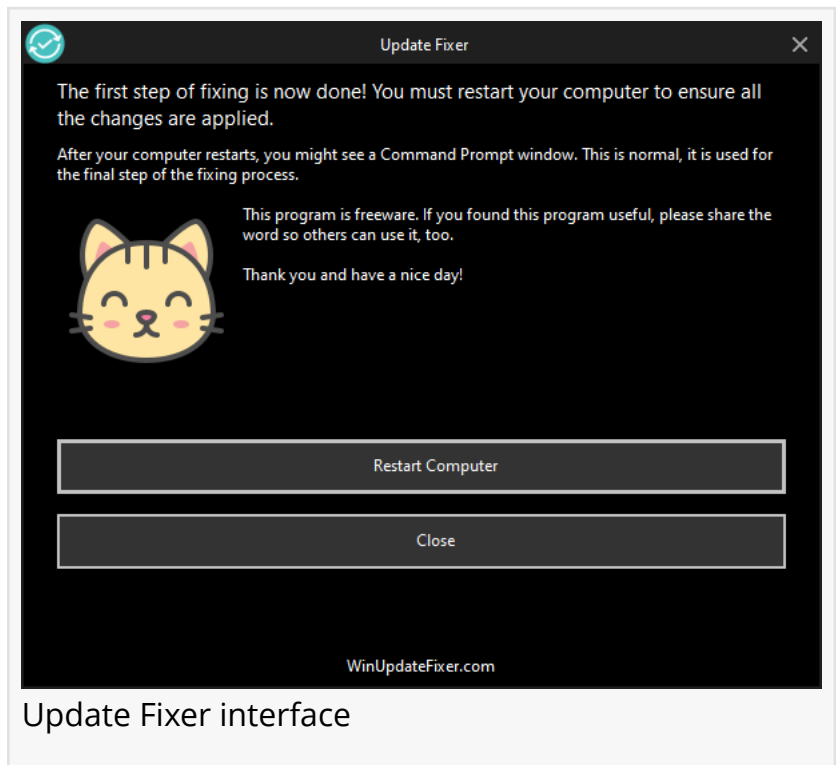 Update Fixer
The first step of fixing is now done! You must restart your computer to ensure all
the changes are applied.
After your computer restarts, you might see a Command Prompt window. This is normal, it is used for
the final step of the fixing process.
This program is freeware. If you found this program useful, please share the
word so others can use it, too.
Thank you and have a nice day!
Restart Computer
Close
WinUpdateFixer.com
Update Fixer interface